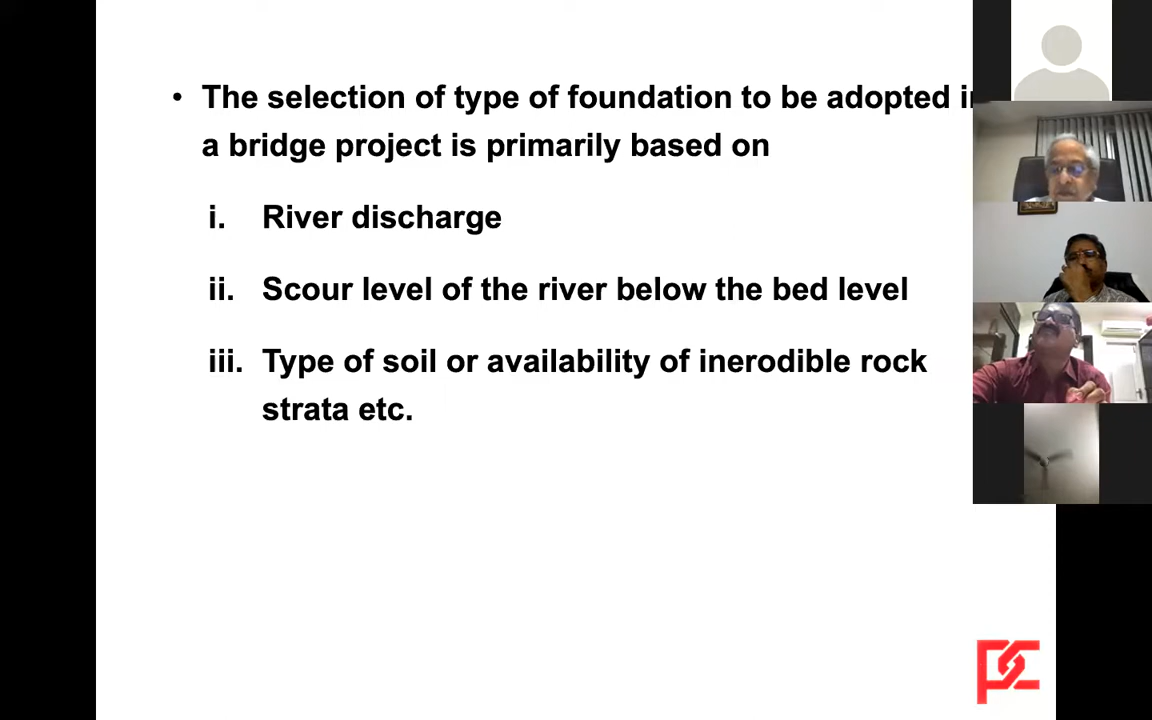 • The selection of type of foundation to be adopted in
a bridge project is primarily based on
i. River discharge
ii. Scour level of the river below the bed level
iii. Type of soil or availability of inerodible rock
strata etc.